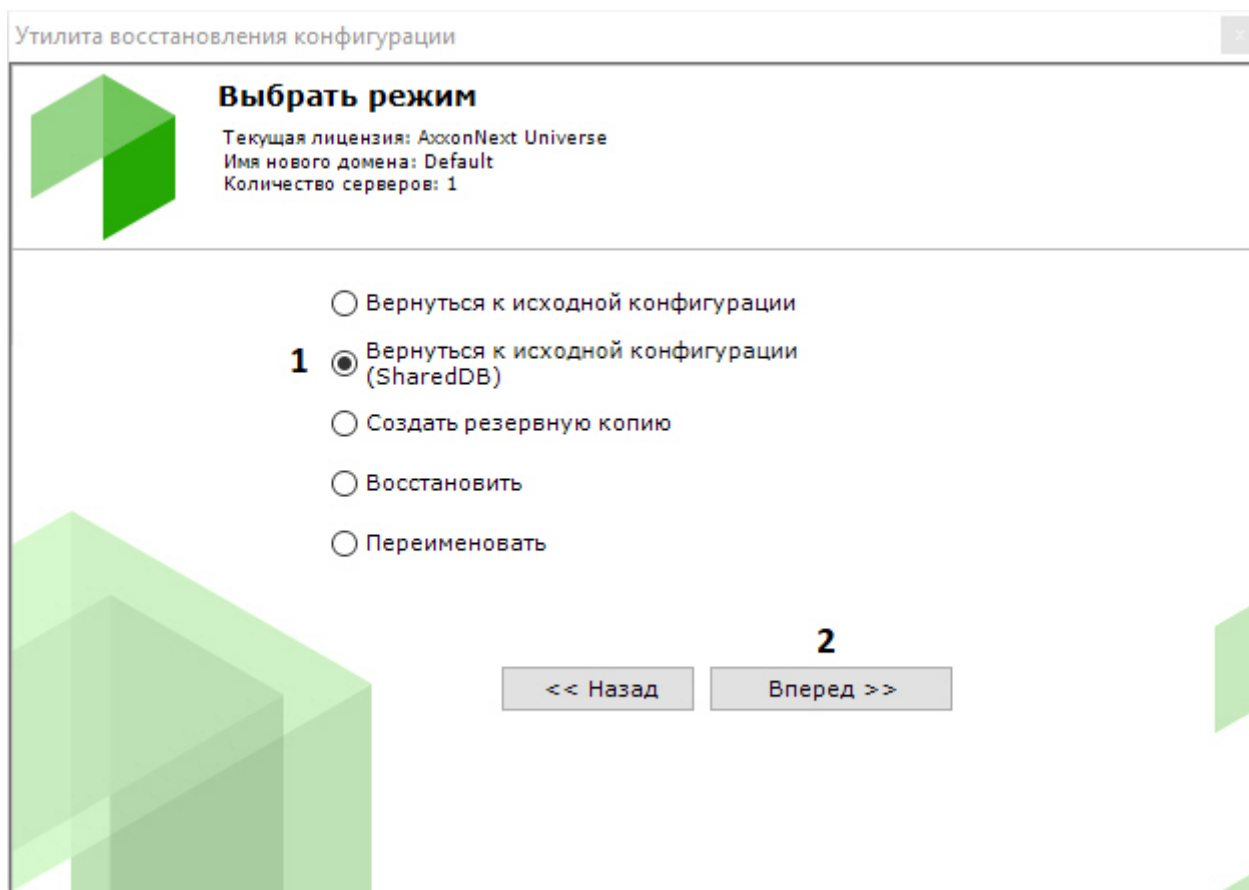 Утилита восстановления конфигурации
Выбрать режим
Текущая лицензия: AxxonNext Universe
Имя нового домена: Default
Количество серверов: 1
Вернуться к исходной конфигурации
1
Вернуться к исходной конфигурации
(SharedDB)
Создать резервную копию
Восстановить
Переименовать
2
<< Назад
Вперед >>